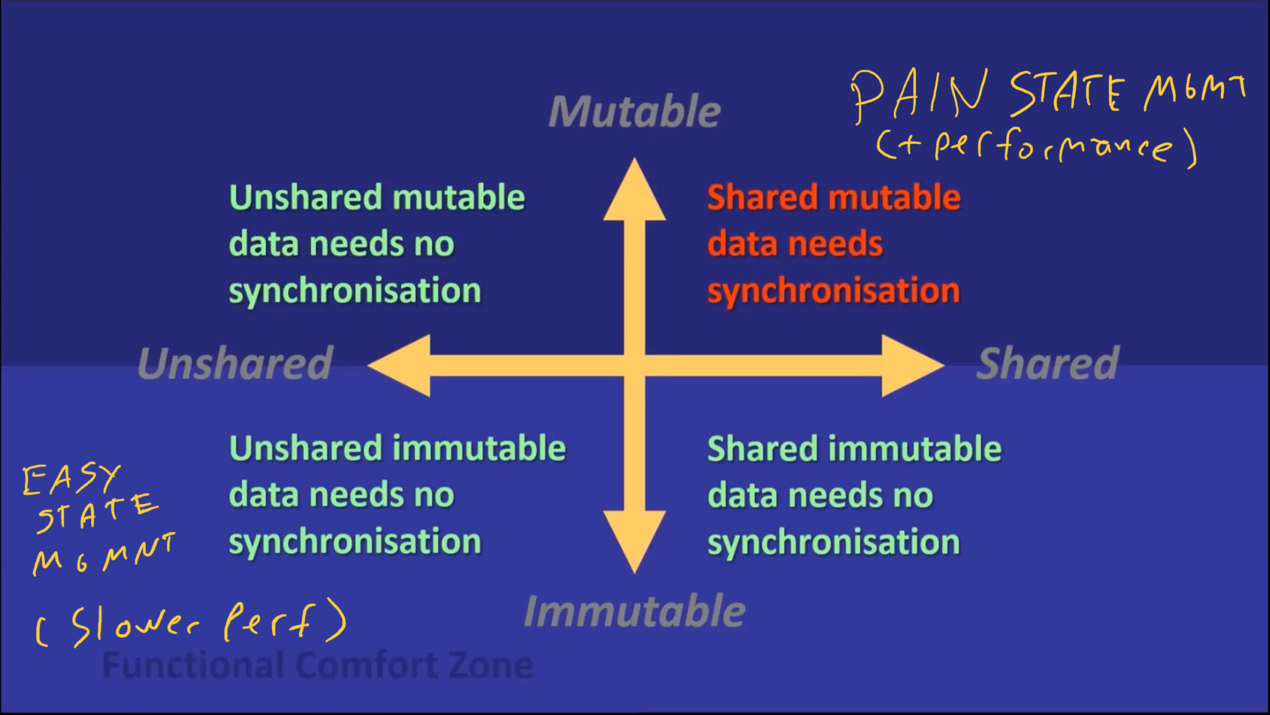 PAIN STATE MGMT
(+ performance)
Mutable
Unshared mutable
data needs no
synchronisation
Shared mutable
data needs
synchronisation
Unshared
Shared
EASY
STATE
MGMNT
(Slower Perf)
Unshared immutable
data needs no
synchronisation
Shared immutable
data needs no
synchronisation
Immutable
Functional Comfort Zone